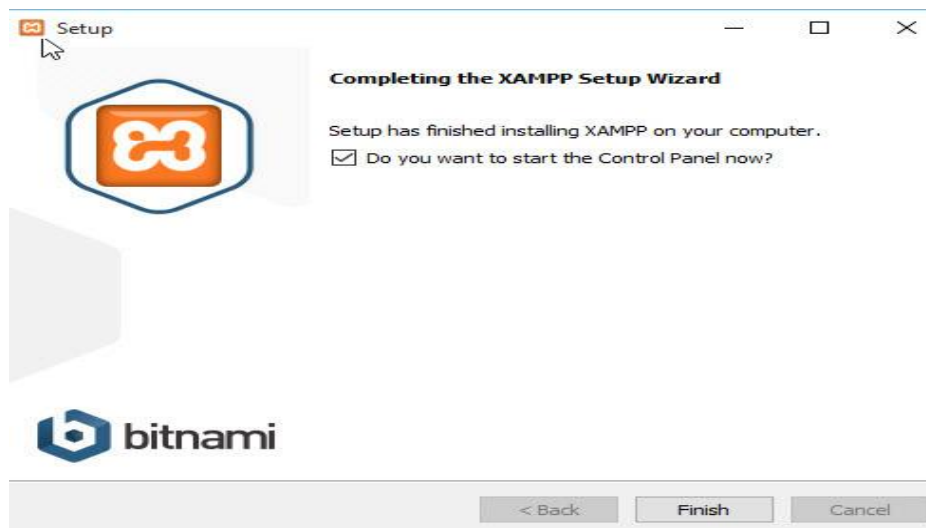 Setup
Completing the XAMPP Setup Wizard
Setup has finished installing XAMPP on your computer.
Do you want to start the Control Panel now?
bitnami
< Back
Finish
Cancel